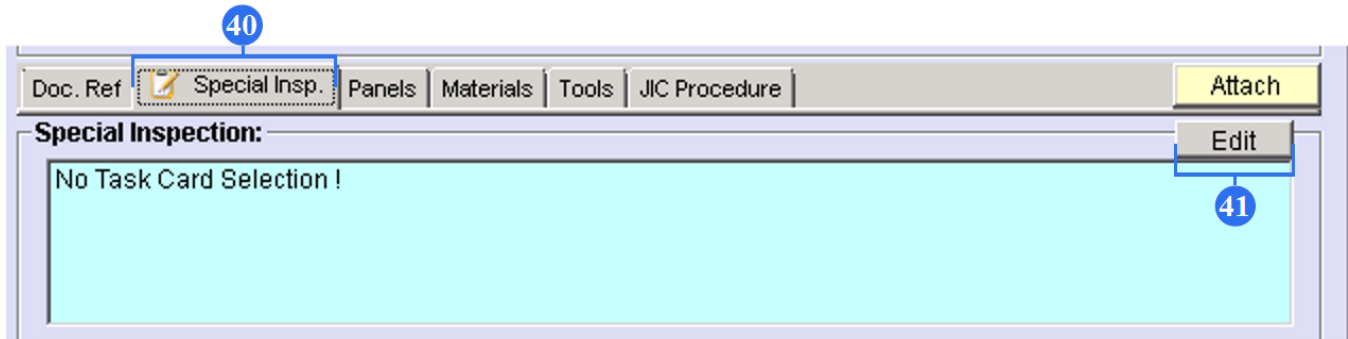 40
Doc. Ref Special Insp. Panels Materials Tools JIC Procedure Attach
Special Inspection: Edit
No Task Card Selection !
41